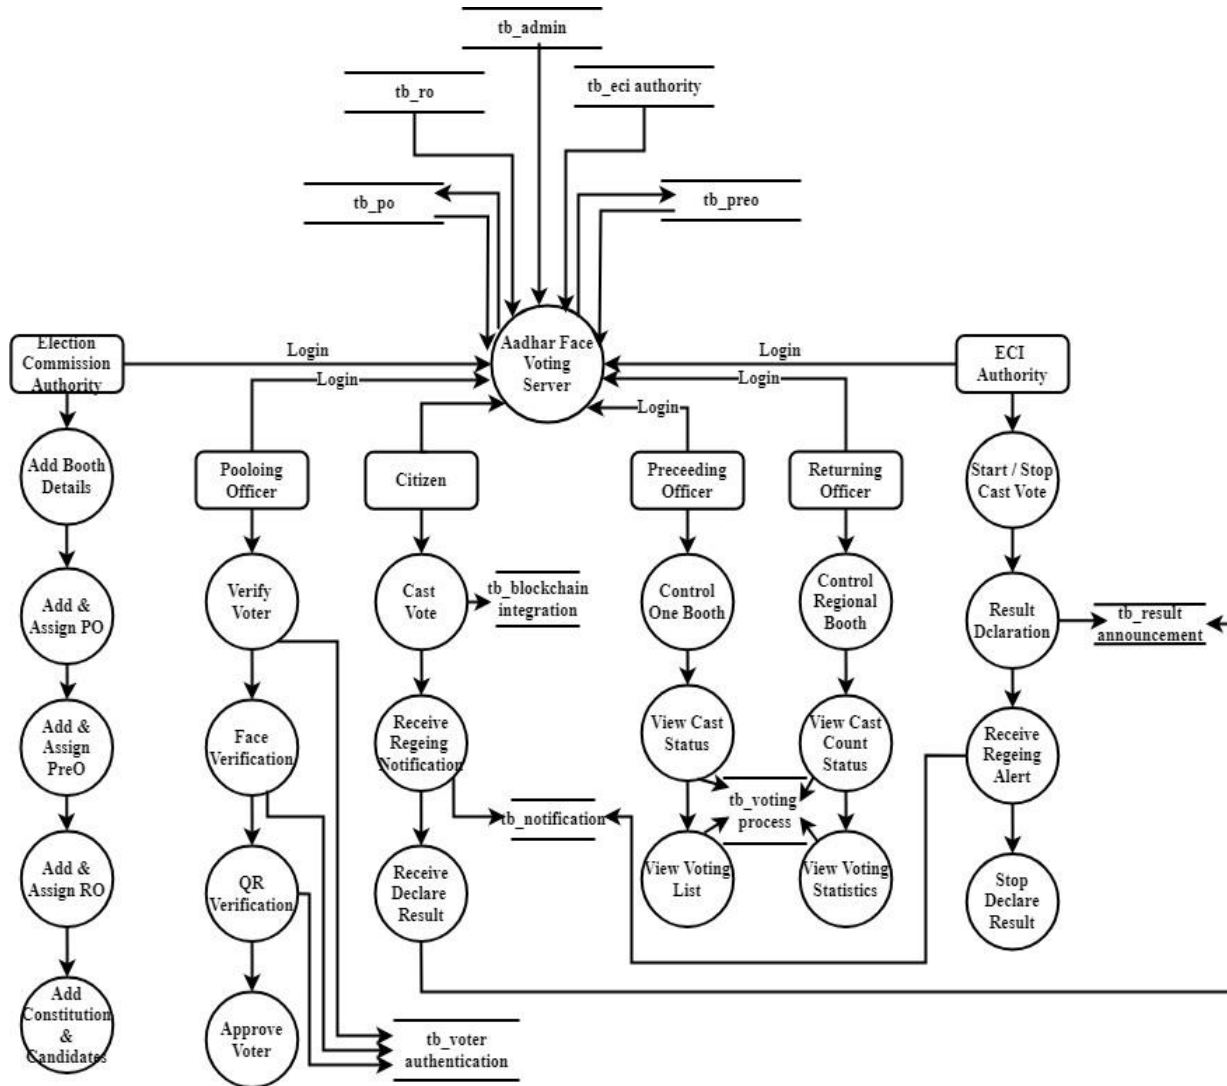 tb_admin
tb_ro
tb_eci authority
tb_po
tb_preo
Election
Commission
Authority
Login
Login
Aadhar Face
Voting
Server
Login
Login
Login
ECI
Authority
Add Booth
Details
Pooloing
Officer
Citizen
Preceeding
Officer
Returning
Officer
Start / Stop
Cast Vote
Add &
Assign PO
Verify
Voter
Cast
Vote
tb_blockchain
integration
Control
One Booth
Control
Regional
Booth
Result
Dclaration
tb_result
announcement
Add &
Assign
PreO
Face
Verification
Receive
Regeing
Notification
View Cast
Status
View Cast
Count
Status
Receive
Regeing
Alert
tb_notification
tb_voting
process
Add &
Assign RO
QR
Verification
Receive
Declare
Result
View Voting
List
View Voting
Statistics
Stop
Declare
Result
Add
Constitution
&
Candidates
Approve
Voter
tb_voter
authentication